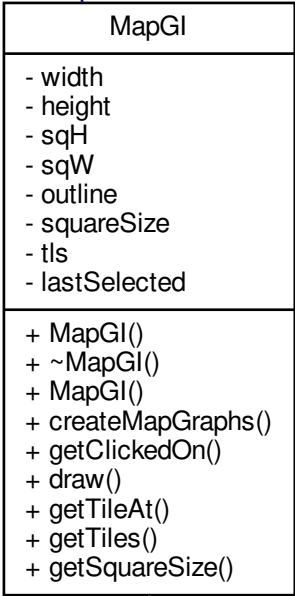 MapGI
- width
- height
- sqH
- sqW
- outline
- squareSize
- tls
- lastSelected
+ MapGI()
+ ~MapGI()
+ MapGI()
+ createMapGraphs()
+ getClickedOn()
+ draw()
+ getTileAt()
+ getTiles()
+ getSquareSize()